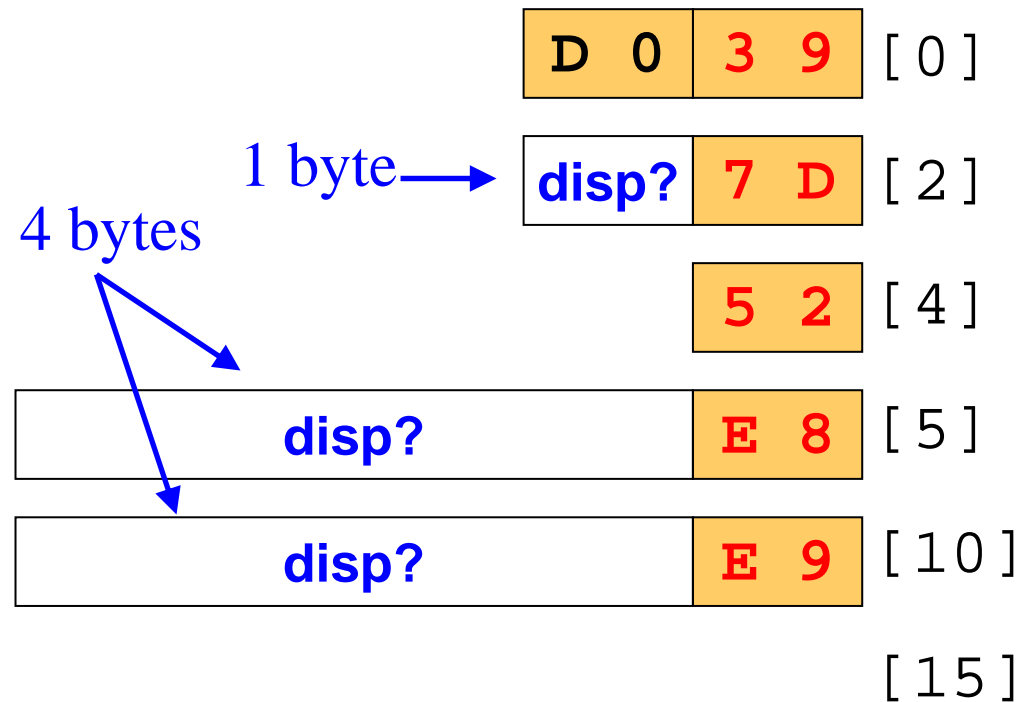 D 0 3 9 [0]
1 byte disp? 7 D [2]
4 bytes
5 2 [4]
disp? E 8 [5]
disp? E 9 [10]
[15]